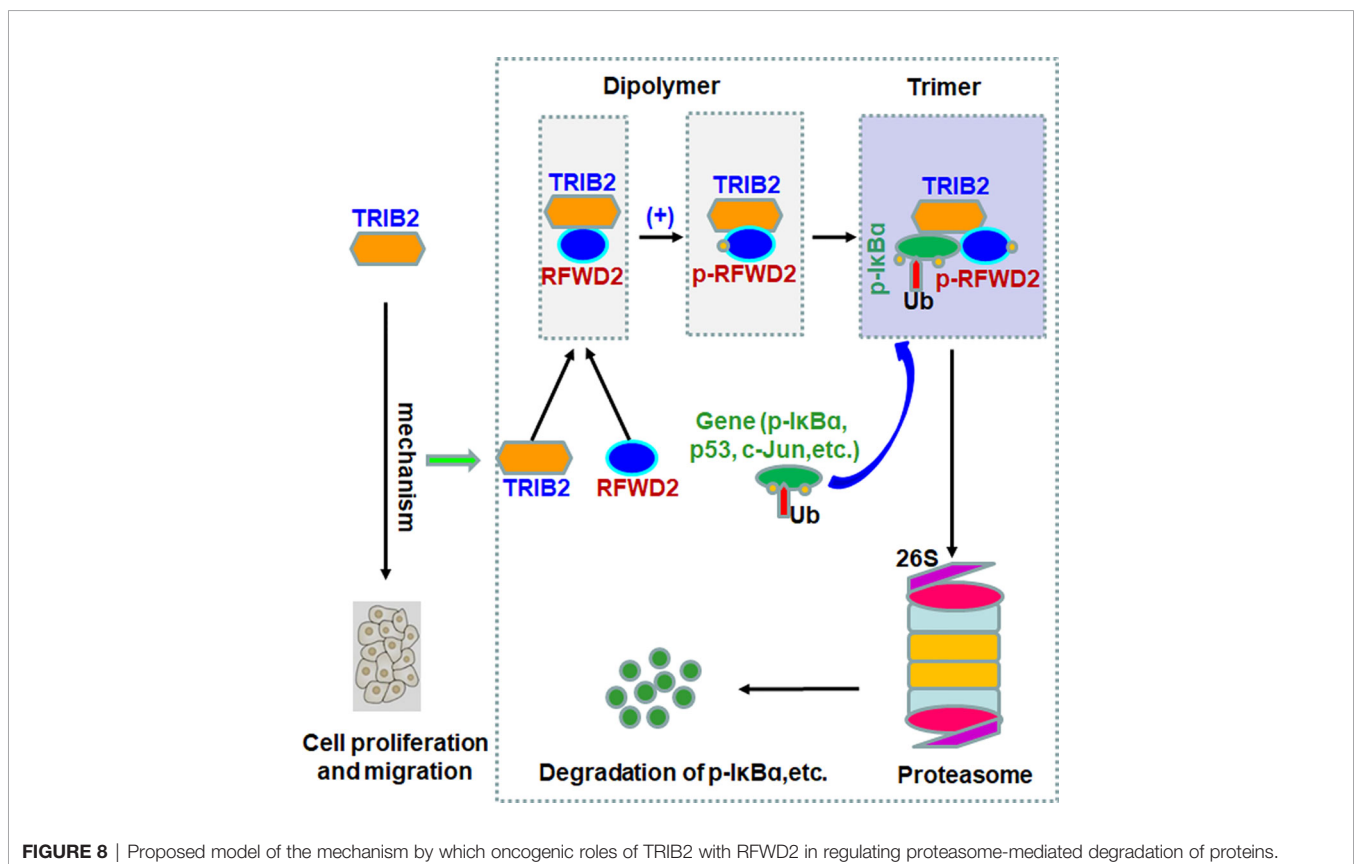 Dipolymer
Trimer
TRIB2
TRIB2
(+)
TRIB2
TRIB2
RFWD2
p-RFWD2
p-IκBα
p-RFWD2
Ub
mechanism
TRIB2
RFWD2
Gene (p-IκBα,
p53, c-Jun,etc.)
Ub
26S
Cell proliferation
and migration
Degradation of p-IκBα,etc.
Proteasome
FIGURE 8 | Proposed model of the mechanism by which oncogenic roles of TRIB2 with RFWD2 in regulating proteasome-mediated degradation of proteins.